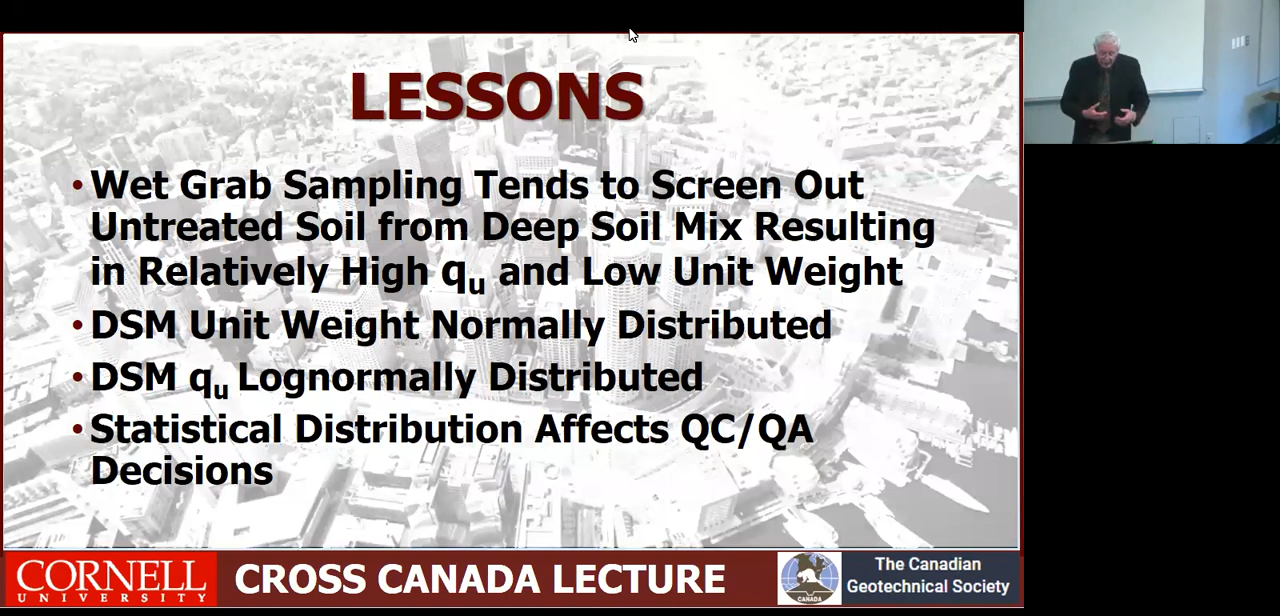 LESSONS
• Wet Grab Sampling Tends to Screen Out
Untreated Soil from Deep Soil Mix Resulting
in Relatively High qu and Low Unit Weight
• DSM Unit Weight Normally Distributed
• DSM qu Lognormally Distributed
• Statistical Distribution Affects QC/QA
Decisions
CORNELL
UNIVERSITY
CROSS CANADA LECTURE
CANADA
The Canadian
Geotechnical Society